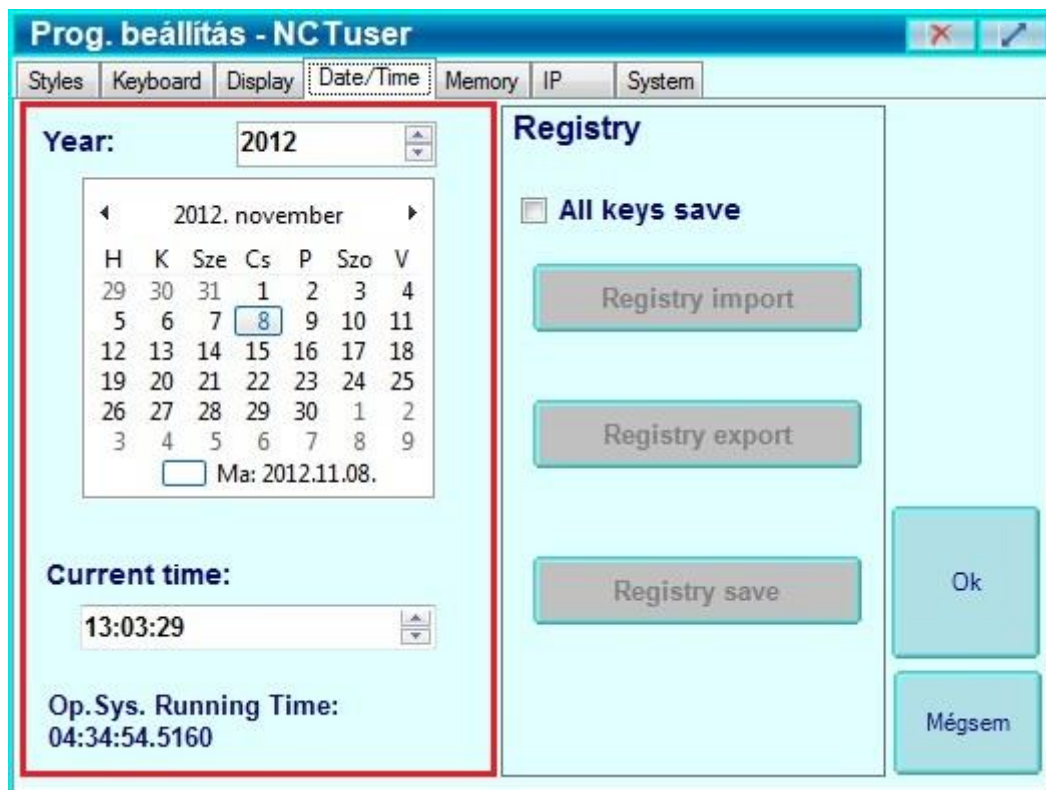 Prog. beállítás - NCTuser
Styles Keyboard Display Date/Time Memory IP System
Year: 2012
2012. november
H K Sze Cs P Szo V
29 30 31 1 2 3 4
5 6 7 8 9 10 11
12 13 14 15 16 17 18
19 20 21 22 23 24 25
26 27 28 29 30 1 2
3 4 5 6 7 8 9
Ma: 2012.11.08.
Current time:
13:03:29
Op.Sys. Running Time:
04:34:54.5160
Registry
All keys save
Registry import
Registry export
Registry save
Ok
Mégsem